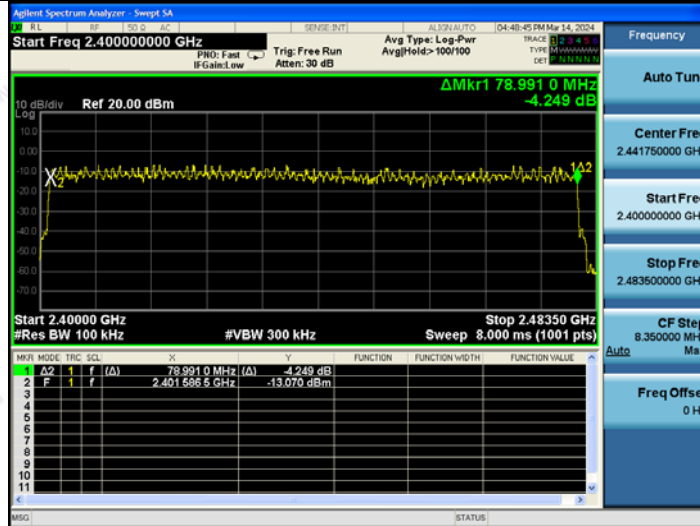 Agilent Spectrum Analyzer - Swept SA
RL RF 50 Ω AC SENSE:INT ALIGN AUTO 04:48:45 PM Mar 14, 2024
Start Freq 2.400000000 GHz
PNO: Fast
IFGain:Low
Trig: Free Run
Atten: 30 dB
Avg Type: Log-Pwr
Avg|Hold:> 100/100
TRACE 1 2 3 4 5 6
TYPE M
DET P N N N N N
ΔMkr1 78.991 0 MHz
-4.249 dB
10 dB/div Ref 20.00 dBm
Log
10.0
0.00
-10.0
-20.0
-30.0
-40.0
-50.0
-60.0
-70.0
X2
1Δ2
Start 2.40000 GHz Stop 2.48350 GHz
#Res BW 100 kHz #VBW 300 kHz Sweep 8.000 ms (1001 pts)
MKR MODE TRC SCL X Y FUNCTION FUNCTION WIDTH FUNCTION VALUE
1 Δ2 1 f (Δ) 78.991 0 MHz (Δ) -4.249 dB
2 F 1 f 2.401 586 5 GHz -13.070 dBm
3
4
5
6
7
8
9
10
11
MSG STATUS
Frequency
Auto Tun
Center Fre
2.441750000 GH
Start Fre
2.400000000 GH
Stop Fre
2.483500000 GH
CF Ste
8.350000 MH
Auto Ma
Freq Offse
0 H